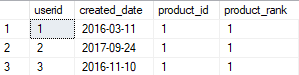 userid created_date product_id product_rank
1 1 2016-03-11 1 1
2 2 2017-09-24 1 1
3 3 2016-11-10 1 1